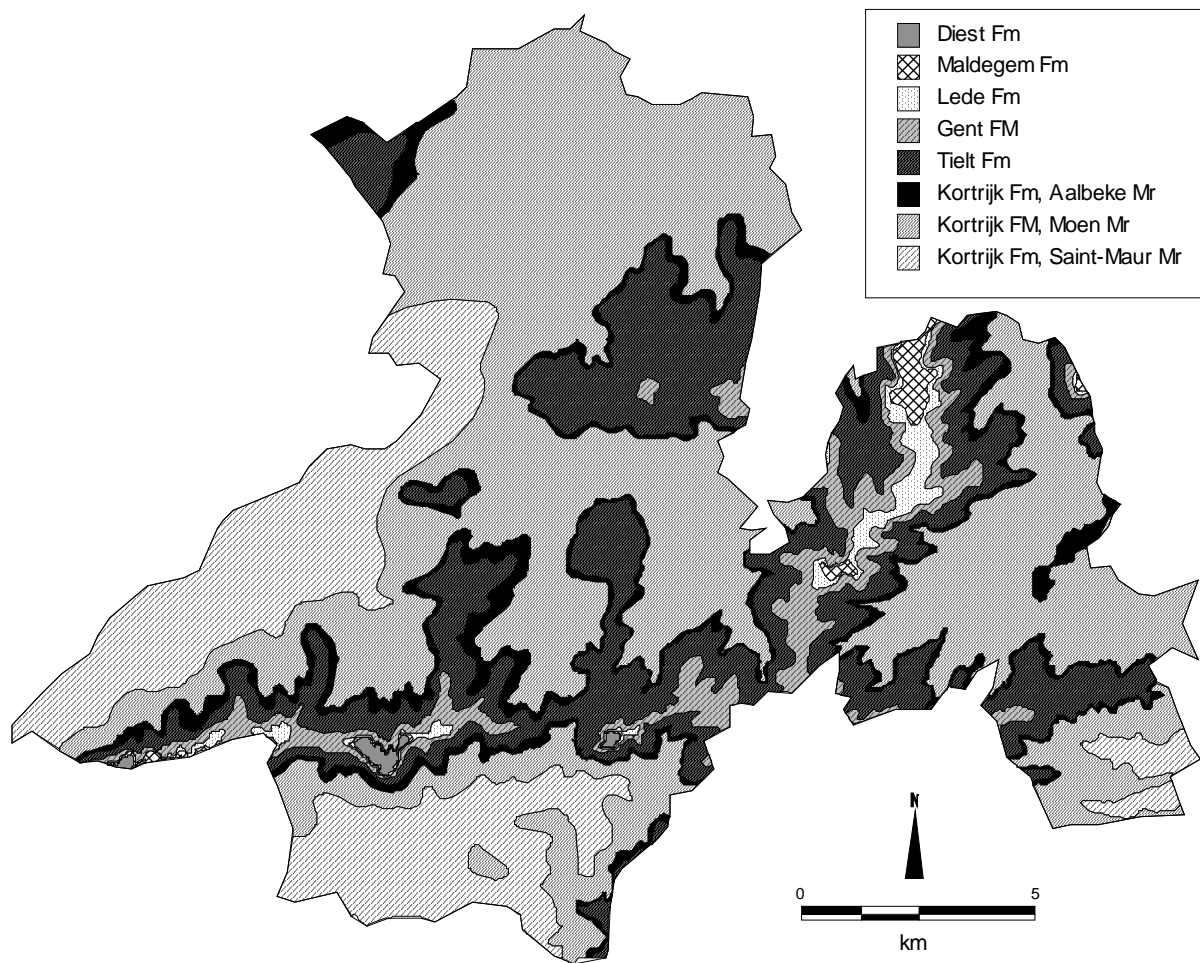 Diest Fm
Maldegem Fm
Lede Fm
Gent FM
Tielt Fm
Kortrijk Fm, Aalbeke Mr
Kortrijk FM, Moen Mr
Kortrijk Fm, Saint-Maur Mr
N
0 5
km